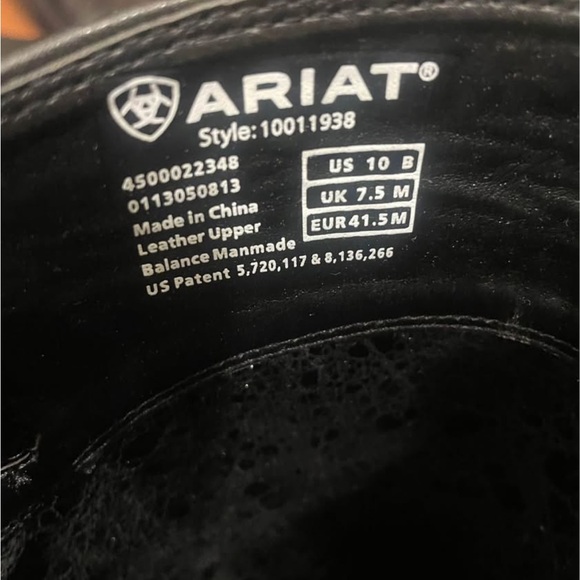 ARIAT®
Style: 10011938
4500022348
0113050813
Made in China
Leather Upper
Balance Manmade
US Patent 5,720,117 & 8,136,266
US 10 B
UK 7.5 M
EUR41.5M